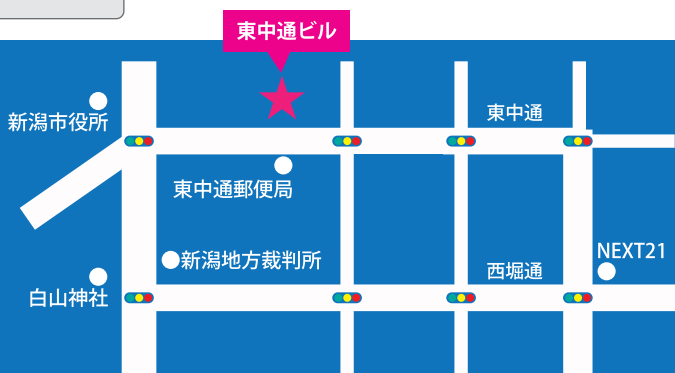 東中通ビル
新潟市役所
東中通
東中通郵便局
新潟地方裁判所
NEXT21
西堀通
白山神社